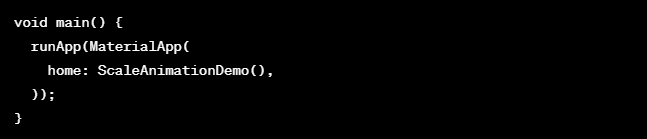 void main() {
  runApp(MaterialApp(
    home: ScaleAnimationDemo(),
  ));
}